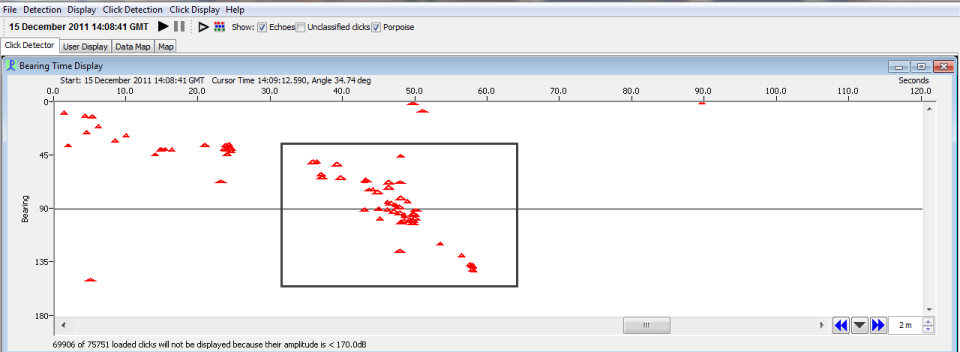 File Detection Display Click Detection Click Display Help
15 December 2011 14:08:41 GMT Show: Echoes Unclassified clicks Porpoise
Click Detector User Display Data Map Map
Bearing Time Display
Start: 15 December 2011 14:08:41 GMT Cursor Time 14:09:12.590, Angle 34.74 deg Seconds
0.0 10.0 20.0 30.0 40.0 50.0 60.0 70.0 80.0 90.0 100.0 110.0 120.0
0
45
Bearing
90
135
180
2 m
69906 of 75751 loaded clicks will not be displayed because their amplitude is < 170.0dB